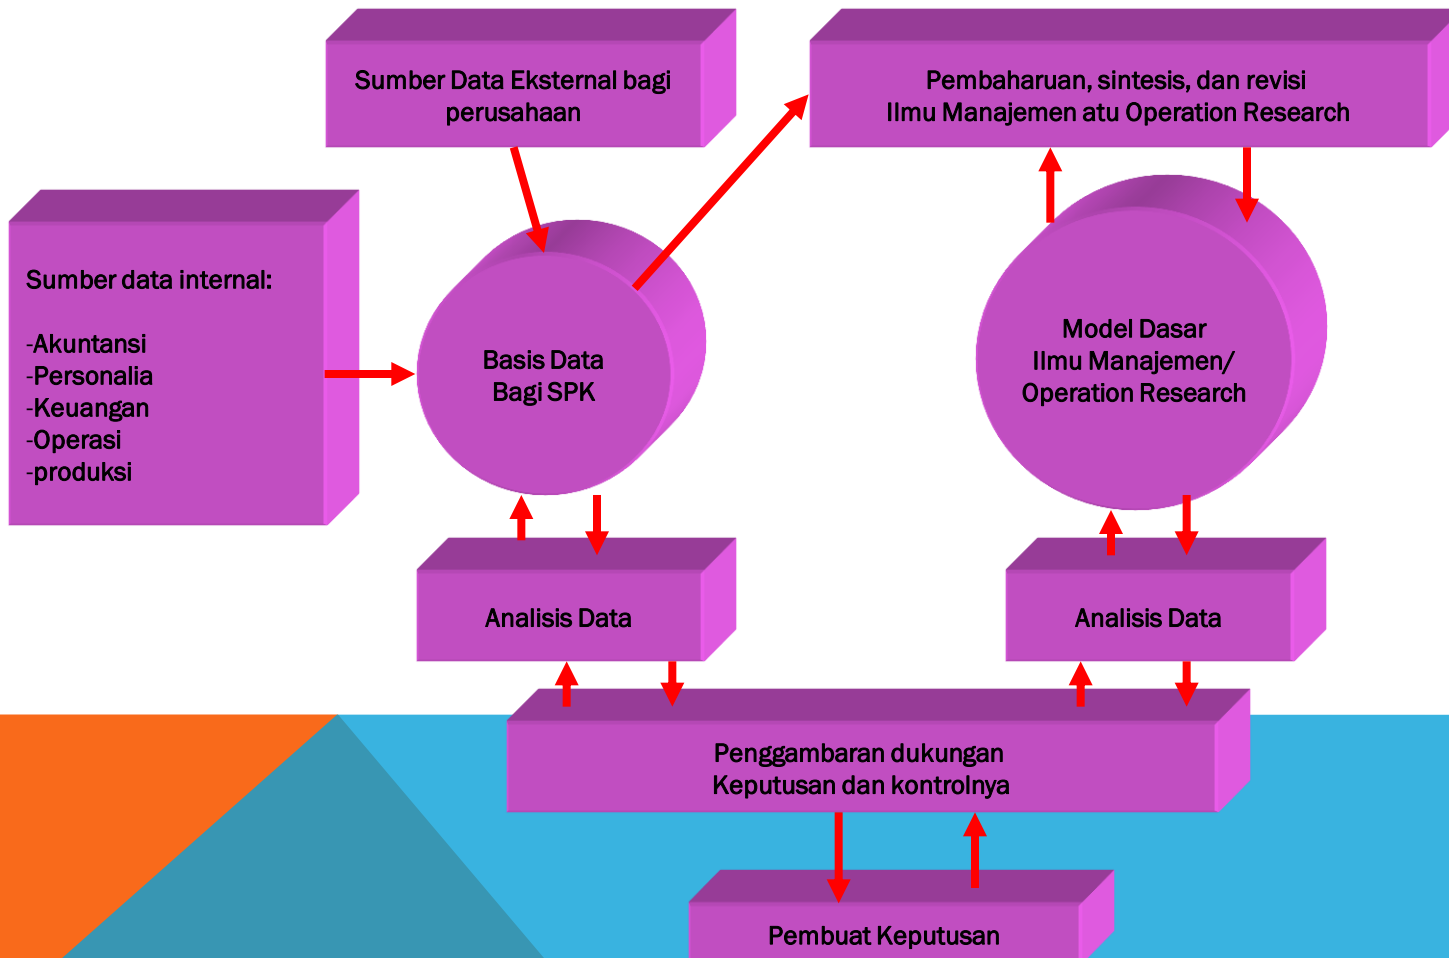 Sumber Data Eksternal bagi
perusahaan
Pembaharuan, sintesis, dan revisi
Ilmu Manajemen atu Operation Research
Sumber data internal:
-Akuntansi
-Personalia
-Keuangan
-Operasi
-produksi
Basis Data
Bagi SPK
Model Dasar
Ilmu Manajemen/
Operation Research
Analisis Data
Analisis Data
Penggambaran dukungan
Keputusan dan kontrolnya
Pembuat Keputusan